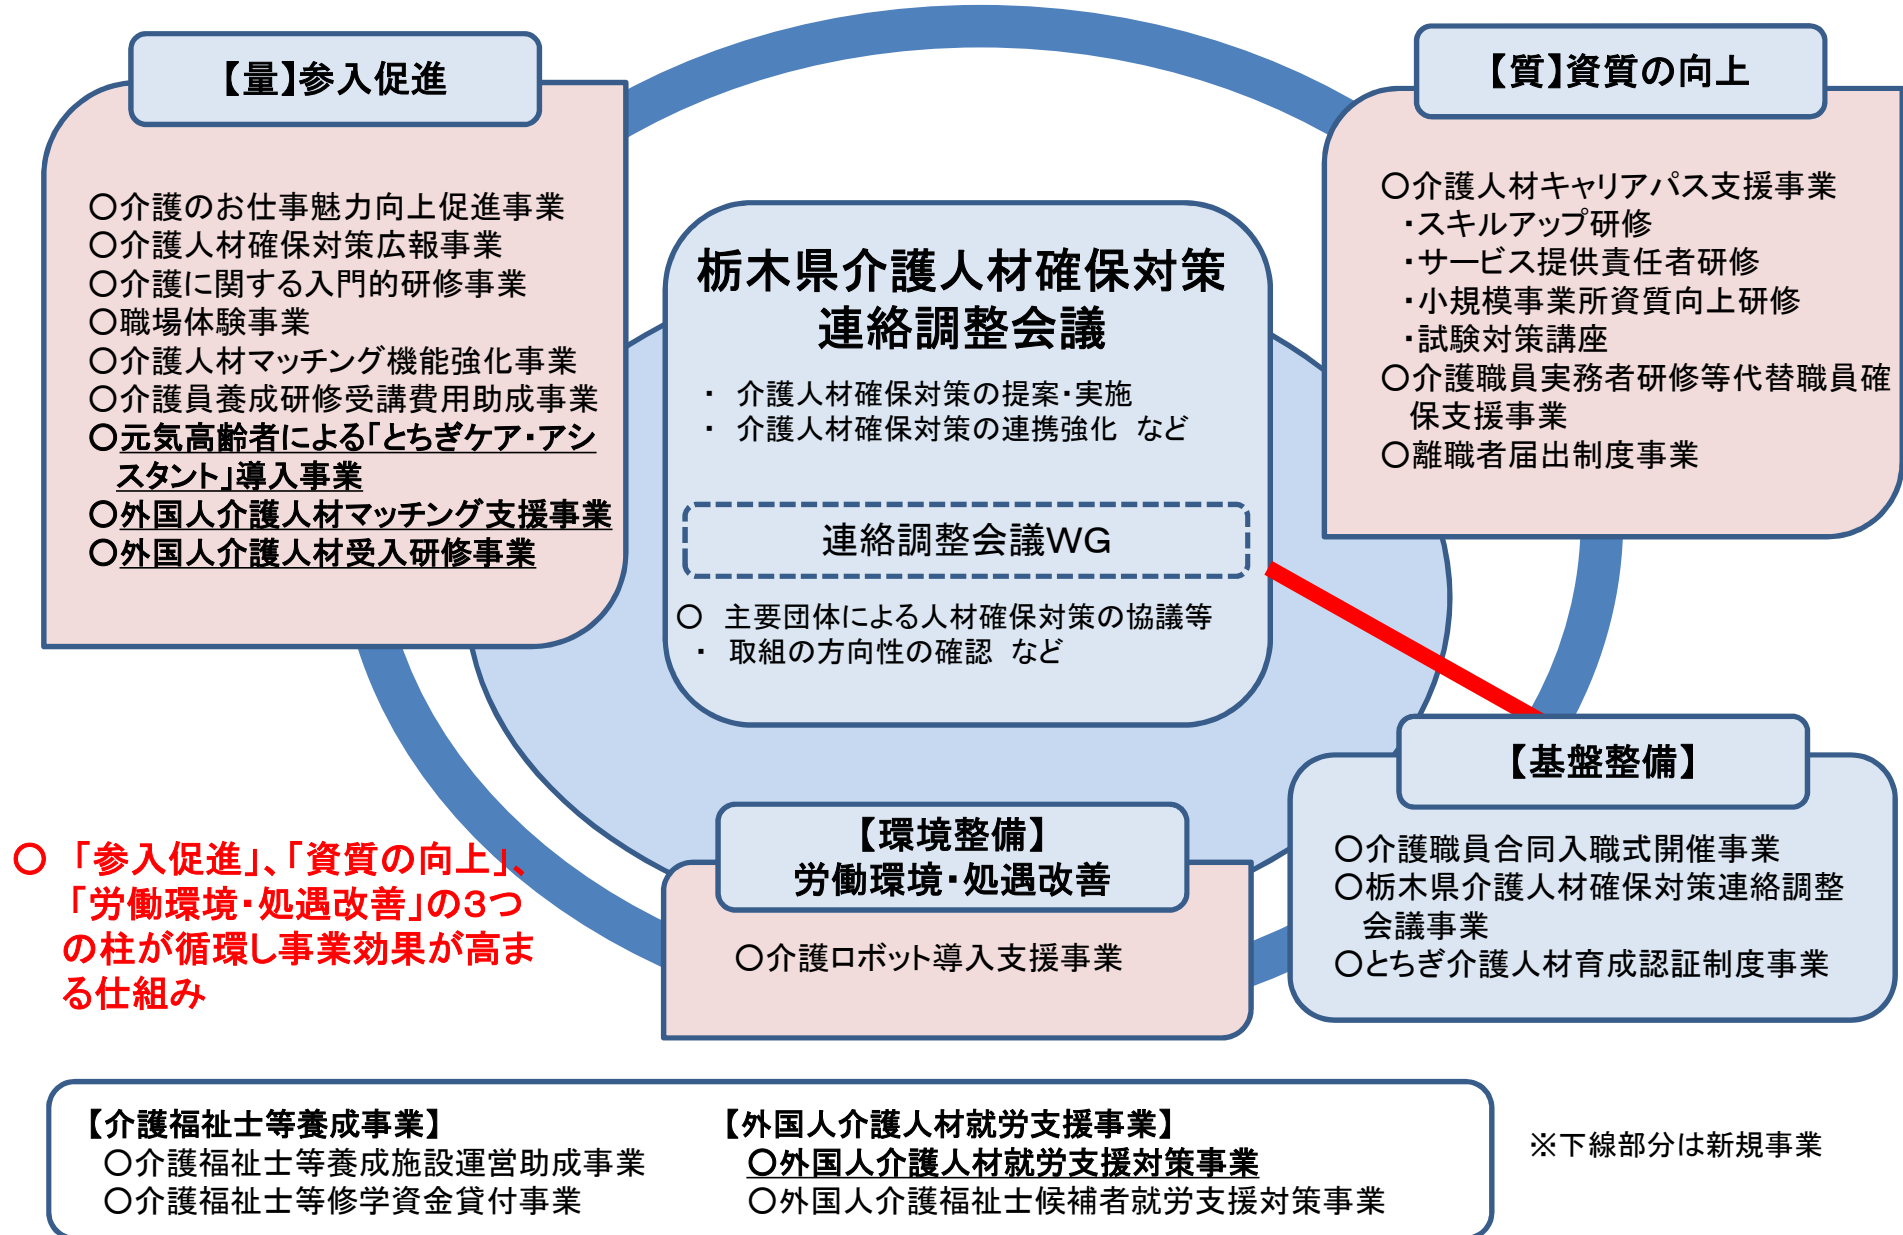 【量】参入促進
○介護のお仕事魅力向上促進事業
○介護人材確保対策広報事業
○介護に関する入門的研修事業
○職場体験事業
○介護人材マッチング機能強化事業
○介護員養成研修受講費用助成事業
○元気高齢者による「とちぎケア・アシ
スタント」導入事業
○外国人介護人材マッチング支援事業
○外国人介護人材受入研修事業
栃木県介護人材確保対策
連絡調整会議
・ 介護人材確保対策の提案・実施
・ 介護人材確保対策の連携強化 など
連絡調整会議WG
○ 主要団体による人材確保対策の協議等
・ 取組の方向性の確認 など
【質】資質の向上
○介護人材キャリアパス支援事業
・スキルアップ研修
・サービス提供責任者研修
・小規模事業所資質向上研修
・試験対策講座
○介護職員実務者研修等代替職員確
保支援事業
○離職者届出制度事業
○ 「参入促進」、「資質の向上」、
「労働環境・処遇改善」の3つ
の柱が循環し事業効果が高ま
る仕組み
【環境整備】
労働環境・処遇改善
○介護ロボット導入支援事業
【基盤整備】
○介護職員合同入職式開催事業
○栃木県介護人材確保対策連絡調整
会議事業
○とちぎ介護人材育成認証制度事業
【介護福祉士等養成事業】
○介護福祉士等養成施設運営助成事業
○介護福祉士等修学資金貸付事業
【外国人介護人材就労支援事業】
○外国人介護人材就労支援対策事業
○外国人介護福祉士候補者就労支援対策事業
※下線部分は新規事業